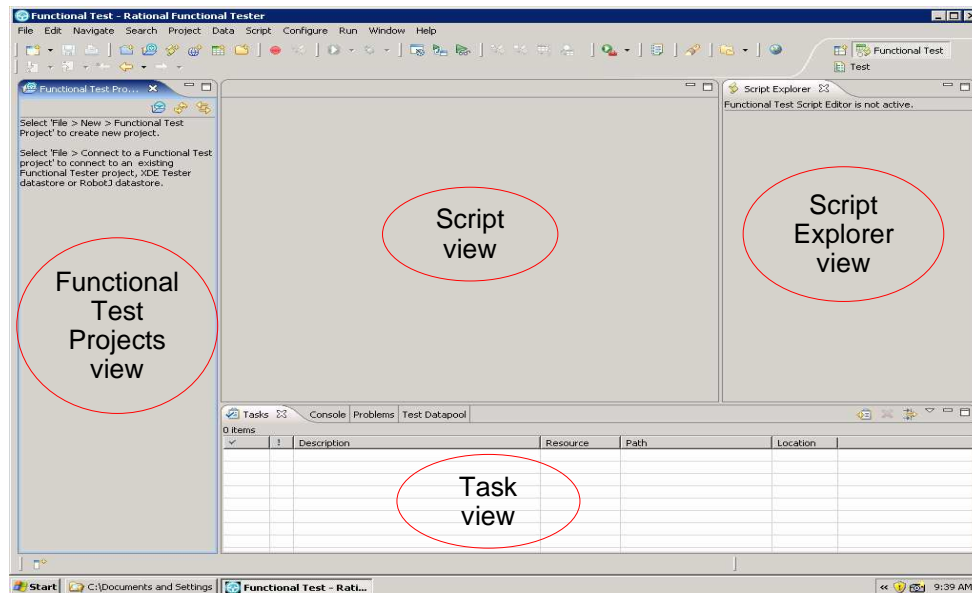 Functional Test - Rational Functional Tester
File Edit Navigate Search Project Data Script Configure Run Window Help
Functional Test
Test
Functional Test Pro...
Select 'File > New > Functional Test
Project' to create new project.
Select 'File > Connect to a Functional Test
project' to connect to an existing
Functional Tester project, XDE Tester
datastore or RobotJ datastore.
Functional
Test
Projects
view
Script
view
Script Explorer
Functional Test Script Editor is not active.
Script
Explorer
view
Tasks Console Problems Test Datapool
0 items
! Description Resource Path Location
Task
view
Start C:\Documents and Settings Functional Test - Rati... « 9:39 AM